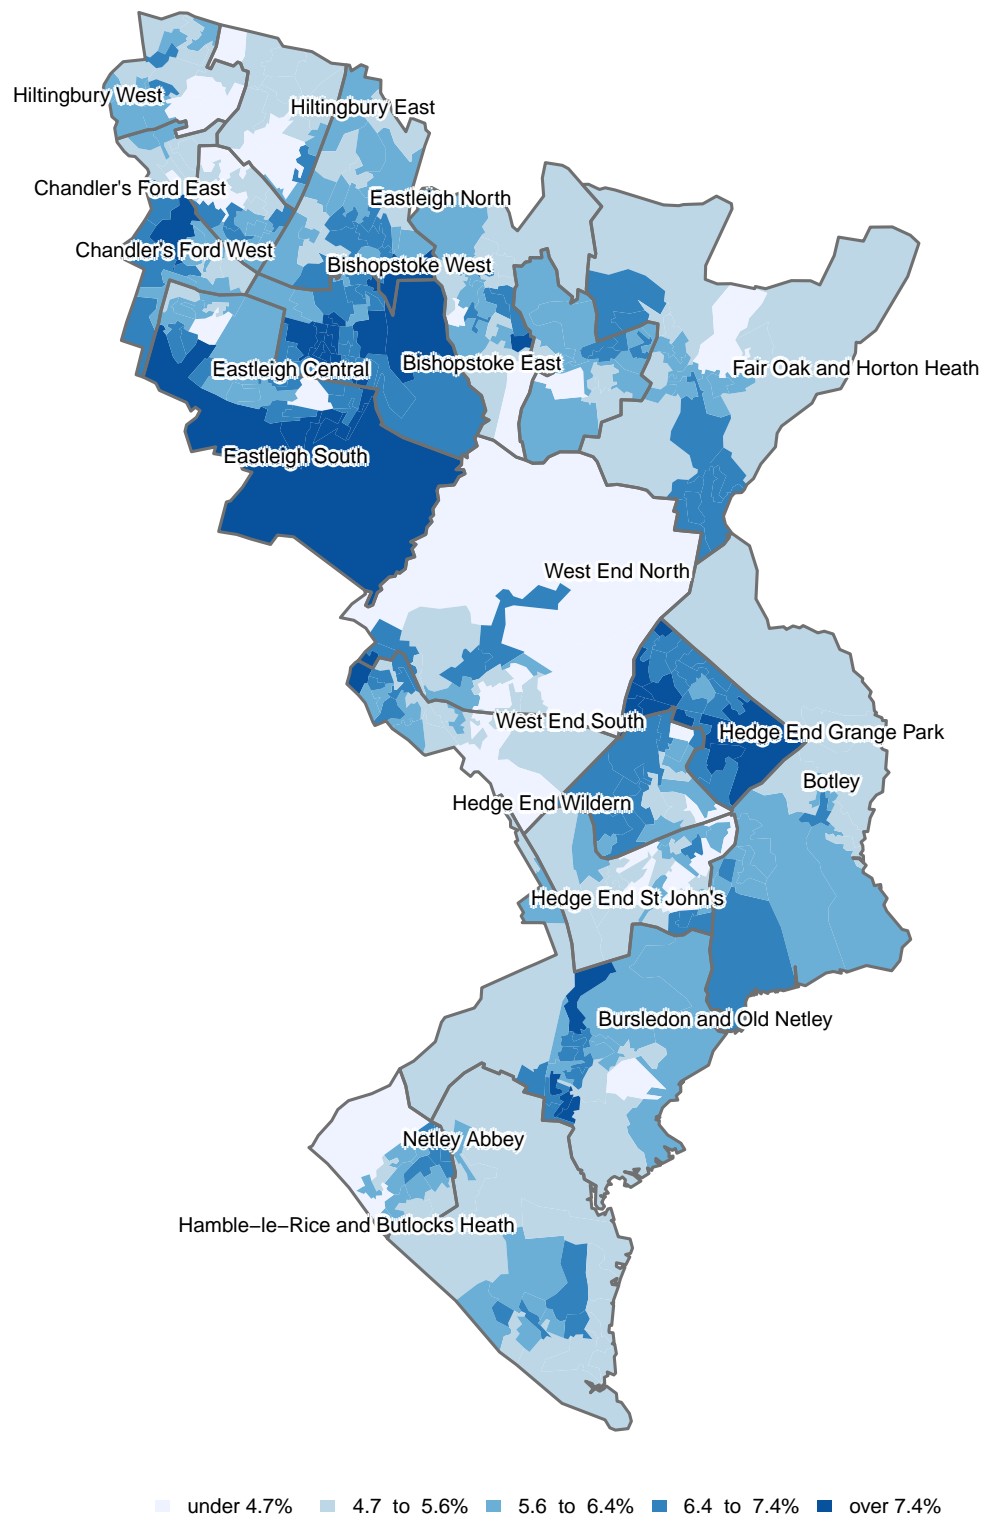 Hiltingbury West
Hiltingbury East
Chandler's Ford East
Eastleigh North
Chandler's Ford West
Bishopstoke West
Bishopstoke East
Eastleigh Central
Fair Oak and Horton Heath
Eastleigh South
West End North
West End South
Hedge End Grange Park
Botley
Hedge End Wildern
Hedge End St John's
Bursledon and Old Netley
Netley Abbey
Hamble−le−Rice and Butlocks Heath
under 4.7% 4.7 to 5.6% 5.6 to 6.4% 6.4 to 7.4% over 7.4%